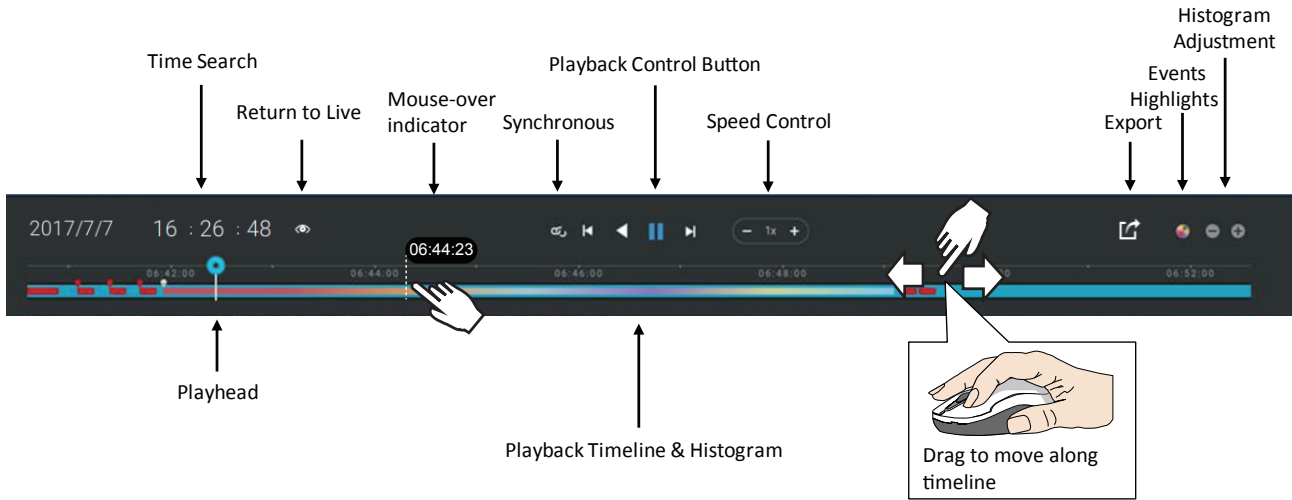 Histogram
Adjustment
Time Search
Playback Control Button
Events
Highlights
Return to Live
Mouse-over
indicator
Synchronous
Speed Control
Export
2017/7/7 16 : 26 : 48
1x
06:44:23
06:42:00 06:44:00 06:46:00 06:48:00 06:52:00
Playhead
Playback Timeline & Histogram
Drag to move along
timeline